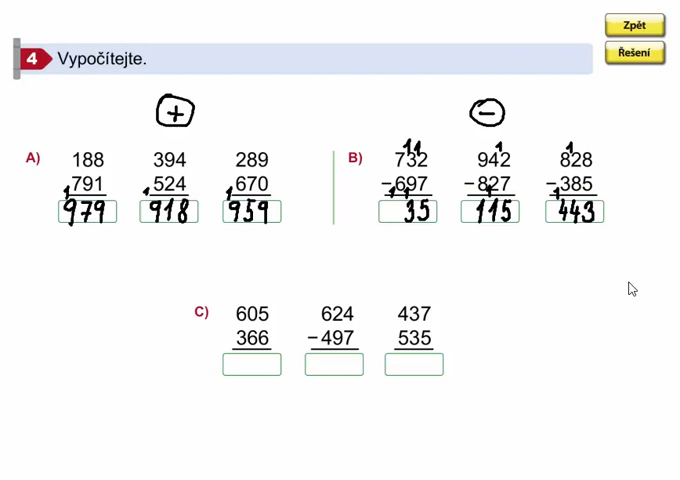 Zpět
4 Vypočítejte.
Řešení
+ −
A) 188 394 289 B) 732 942 828
791 524 670 −697 −827 −385
979 918 959 35 115 443
C) 605 624 437
366 −497 535